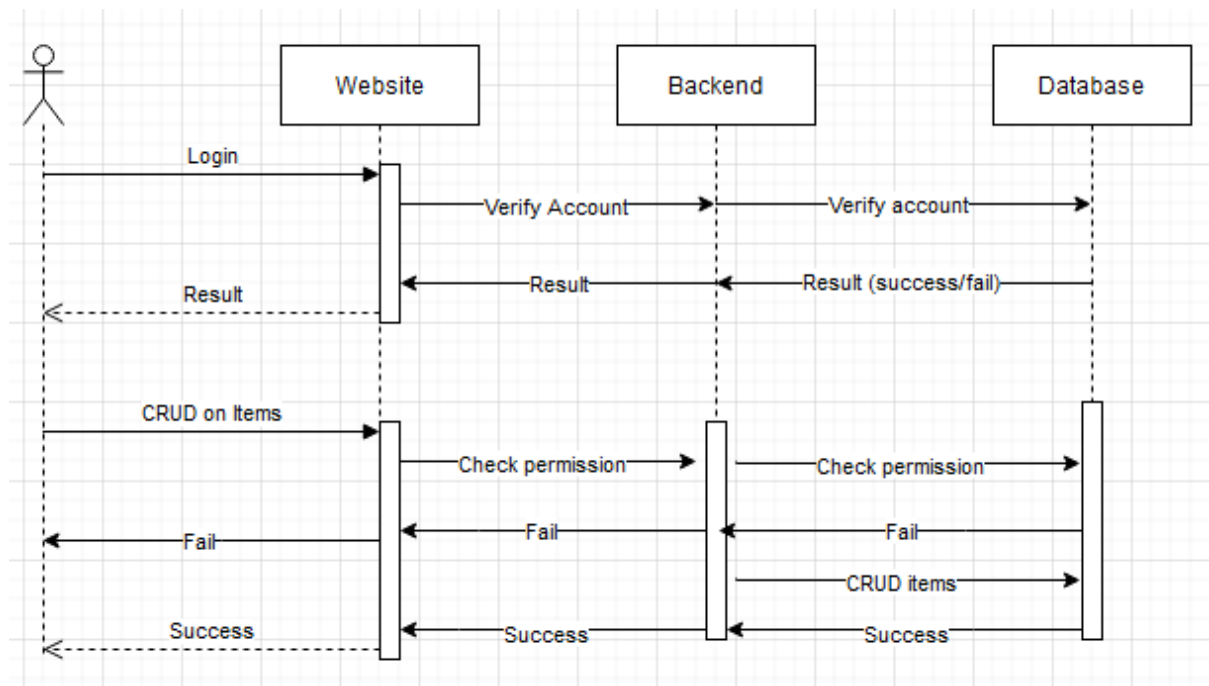 Website
Backend
Database
Login
Verify Account
Verify account
Result
Result (success/fail)
Result
CRUD on Items
Check permission
Check permission
Fail
Fail
Fail
CRUD items
Success
Success
Success